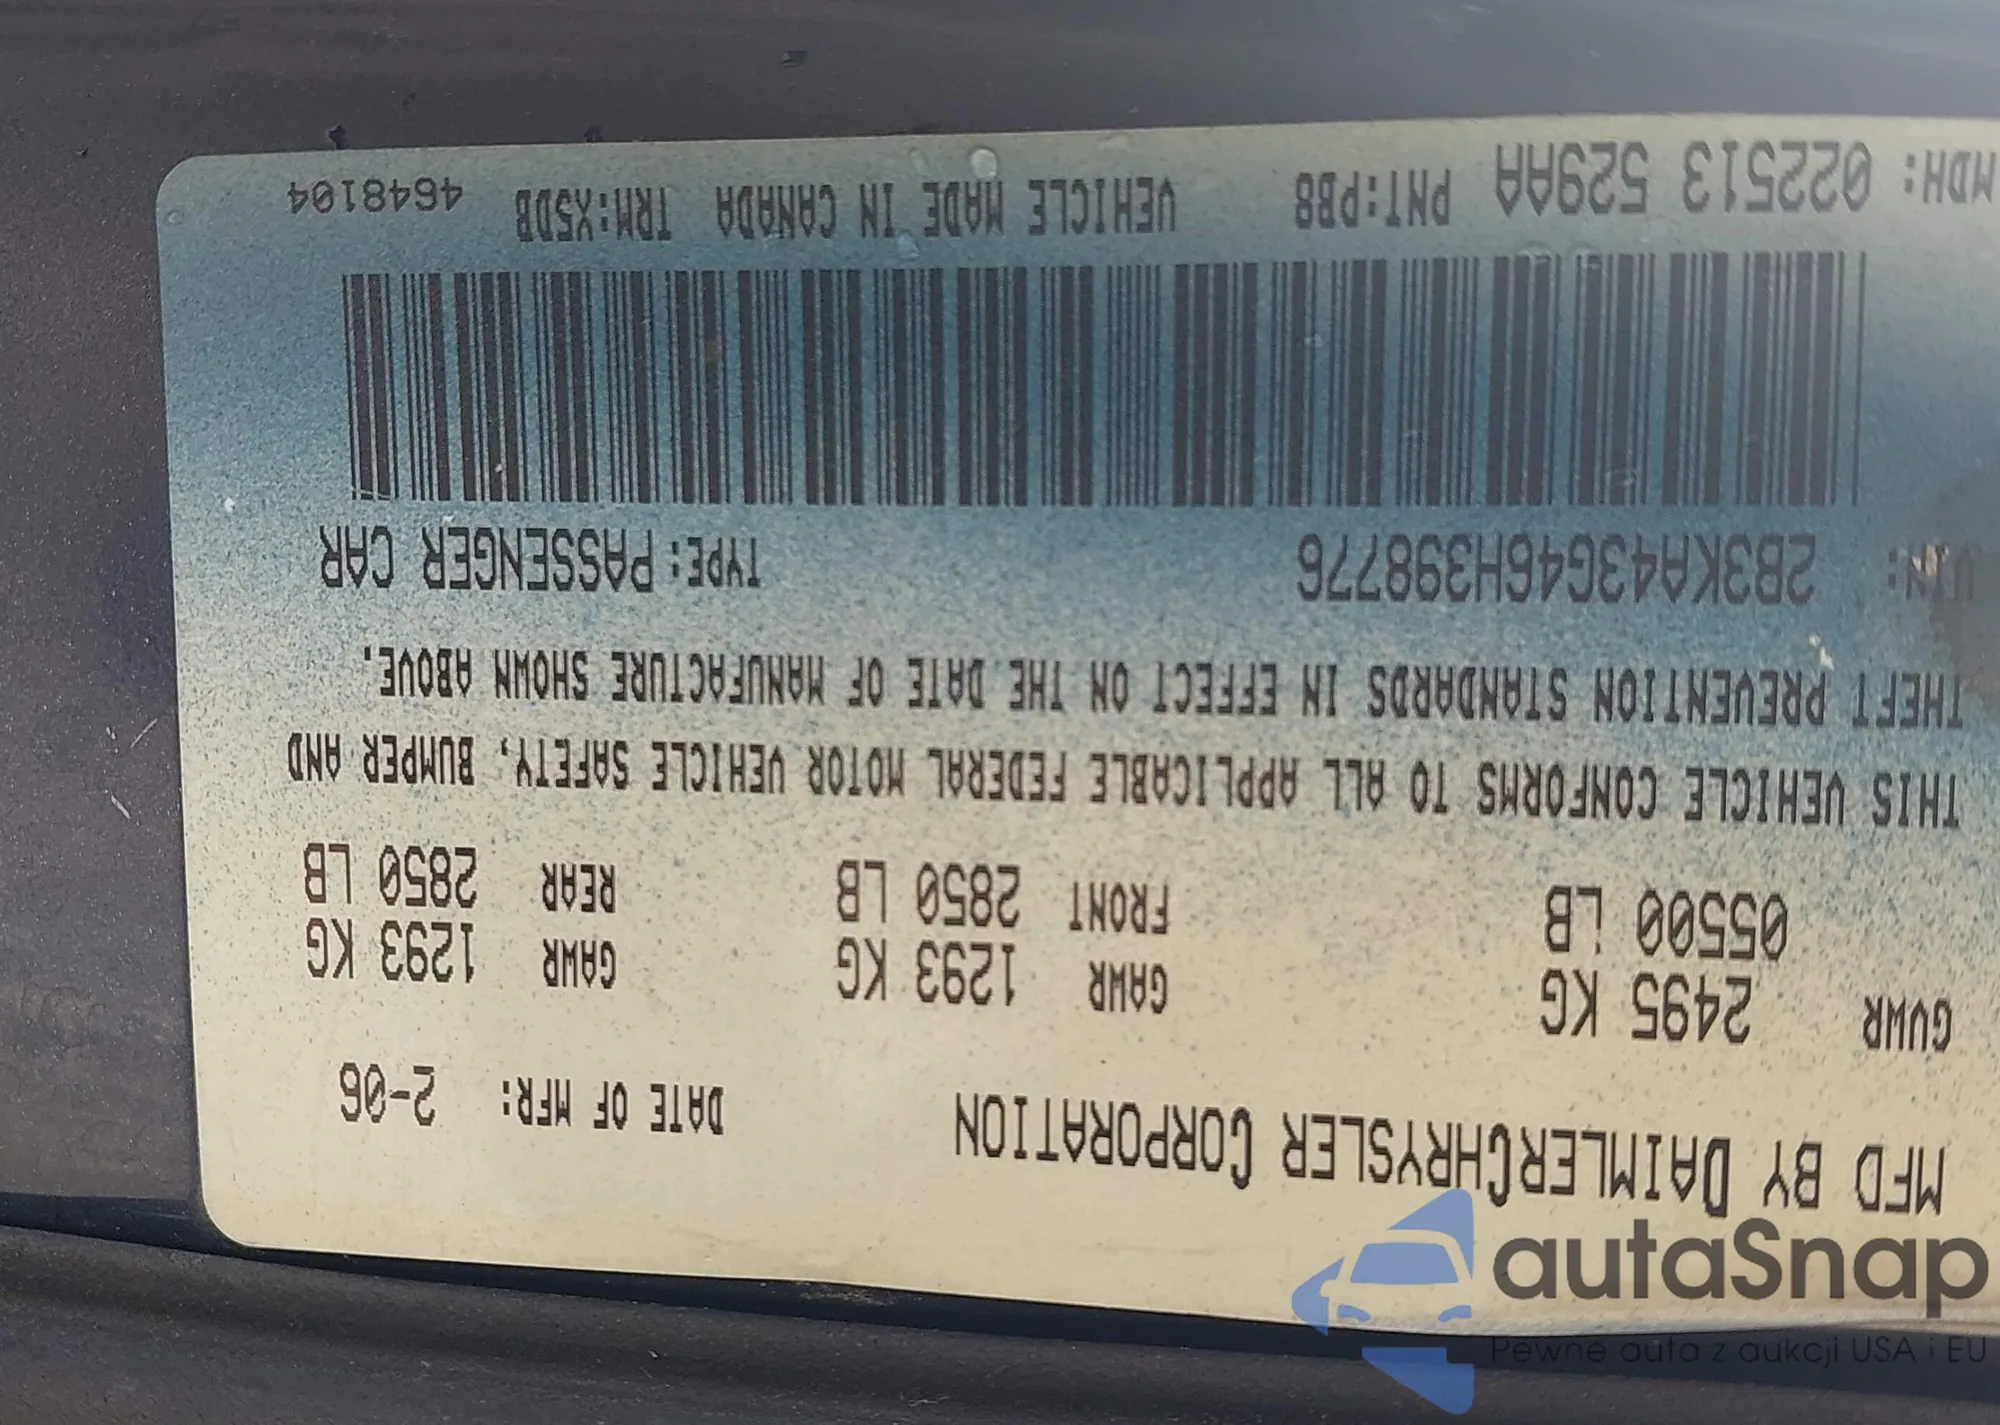 MFD BY DAIMLERCHRYSLER CORPORATION DATE OF MFR: 2-06
GVWR 2495 KG GAWR 1293 KG GAWR 1293 KG
05500 LB FRONT 2850 LB REAR 2850 LB
THIS VEHICLE CONFORMS TO ALL APPLICABLE FEDERAL MOTOR VEHICLE SAFETY, BUMPER AND
THEFT PREVENTION STANDARDS IN EFFECT ON THE DATE OF MANUFACTURE SHOWN ABOVE.
VIN: 2B3KA43G46H398776 TYPE: PASSENGER CAR
MDH: 022513 529AA PNT:PB8 VEHICLE MADE IN CANADA TRM:X5DB 4648104
autaSnap
Pewne auta z aukcji USA i EU